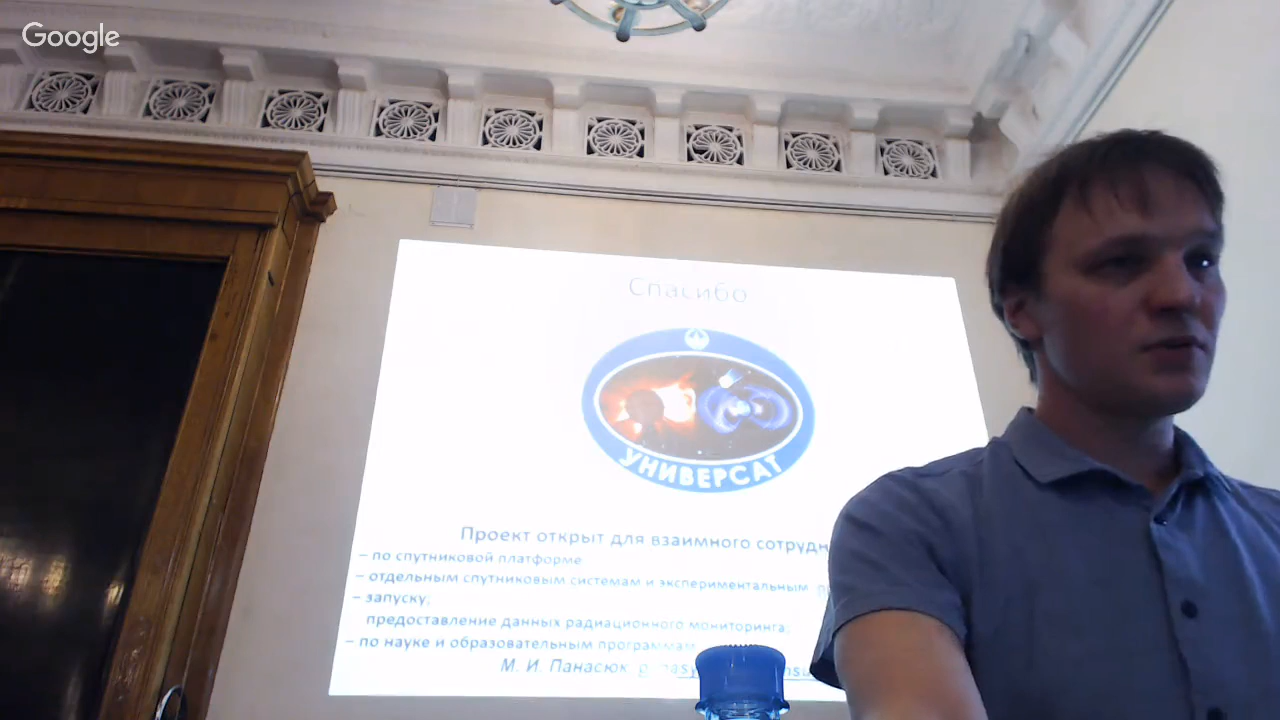 Google
Спасибо
УНИВЕРСАТ
Проект открыт для взаимного
– по спутниковой платформе
– отдельным спутниковым системам и экспериментальным
– запуску;
предоставление данных радиационного мониторинга;
– по науке и образовательным программам
М. И. Панасюк